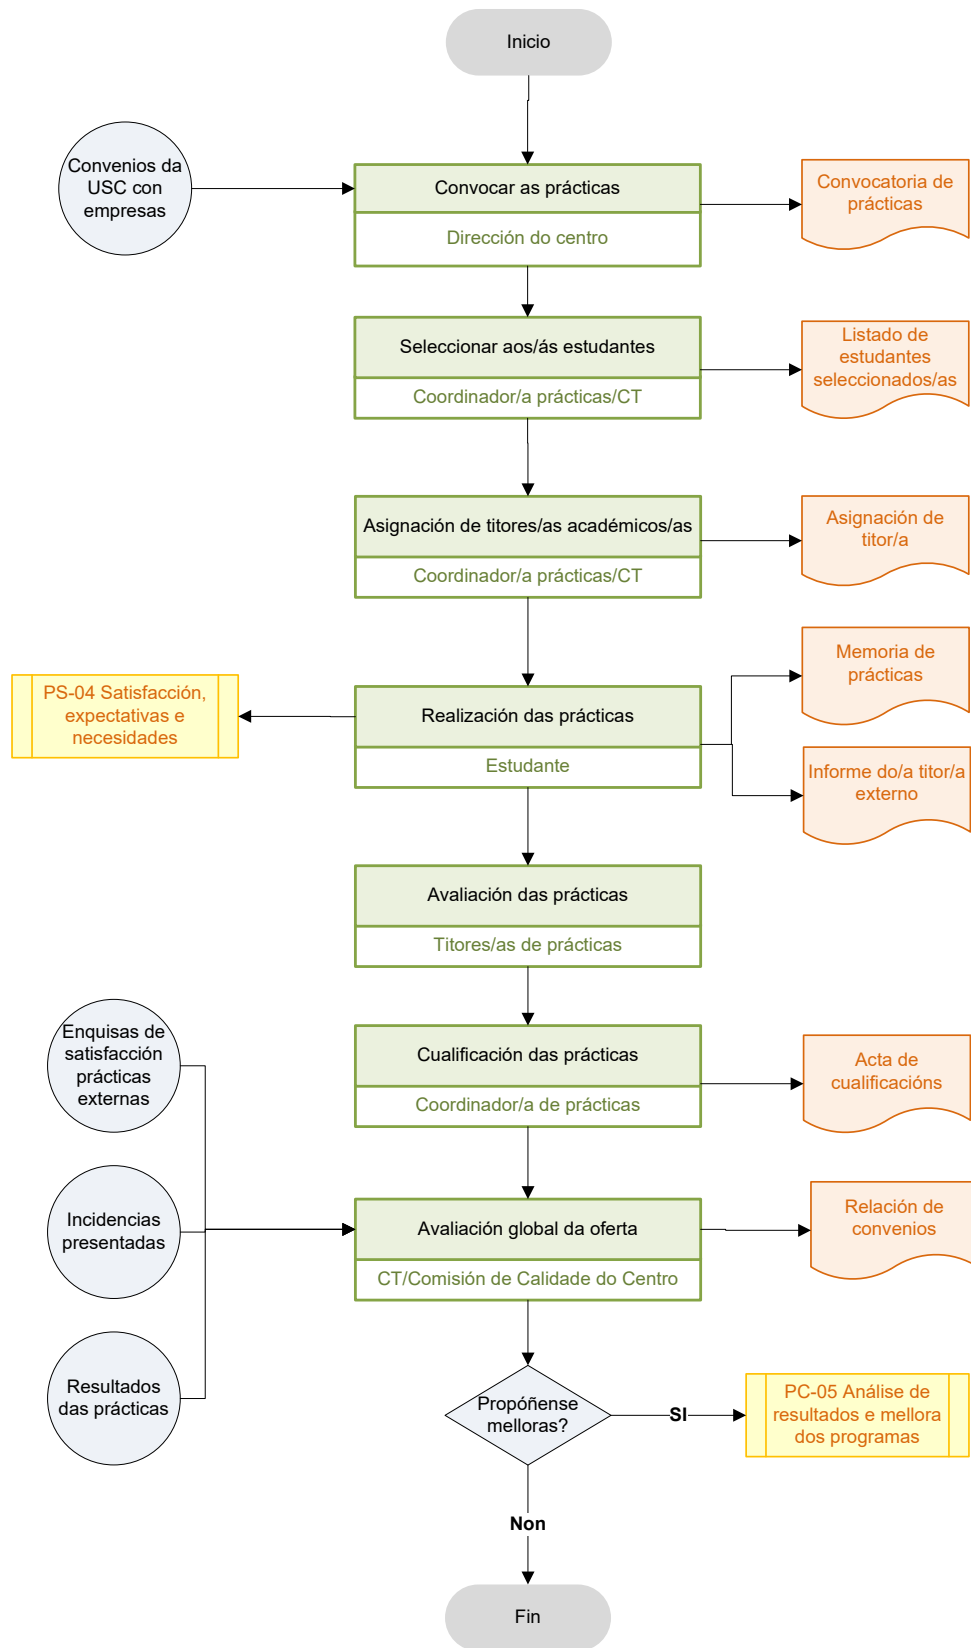 Inicio
Convenios da
USC con
empresas
Convocar as prácticas
Dirección do centro
Convocatoria de
prácticas
Seleccionar aos/ás estudantes
Coordinador/a prácticas/CT
Listado de
estudantes
seleccionados/as
Asignación de titores/as académicos/as
Coordinador/a prácticas/CT
Asignación de
titor/a
PS-04 Satisfacción,
expectativas e
necesidades
Realización das prácticas
Estudante
Memoria de
prácticas
Informe do/a titor/a
externo
Avaliación das prácticas
Titores/as de prácticas
Enquisas de
satisfacción
prácticas
externas
Cualificación das prácticas
Coordinador/a de prácticas
Acta de
cualificacións
Incidencias
presentadas
Avaliación global da oferta
CT/Comisión de Calidade do Centro
Relación de
convenios
Resultados
das prácticas
Propóñense
melloras?
SI
PC-05 Análise de
resultados e mellora
dos programas
Non
Fin